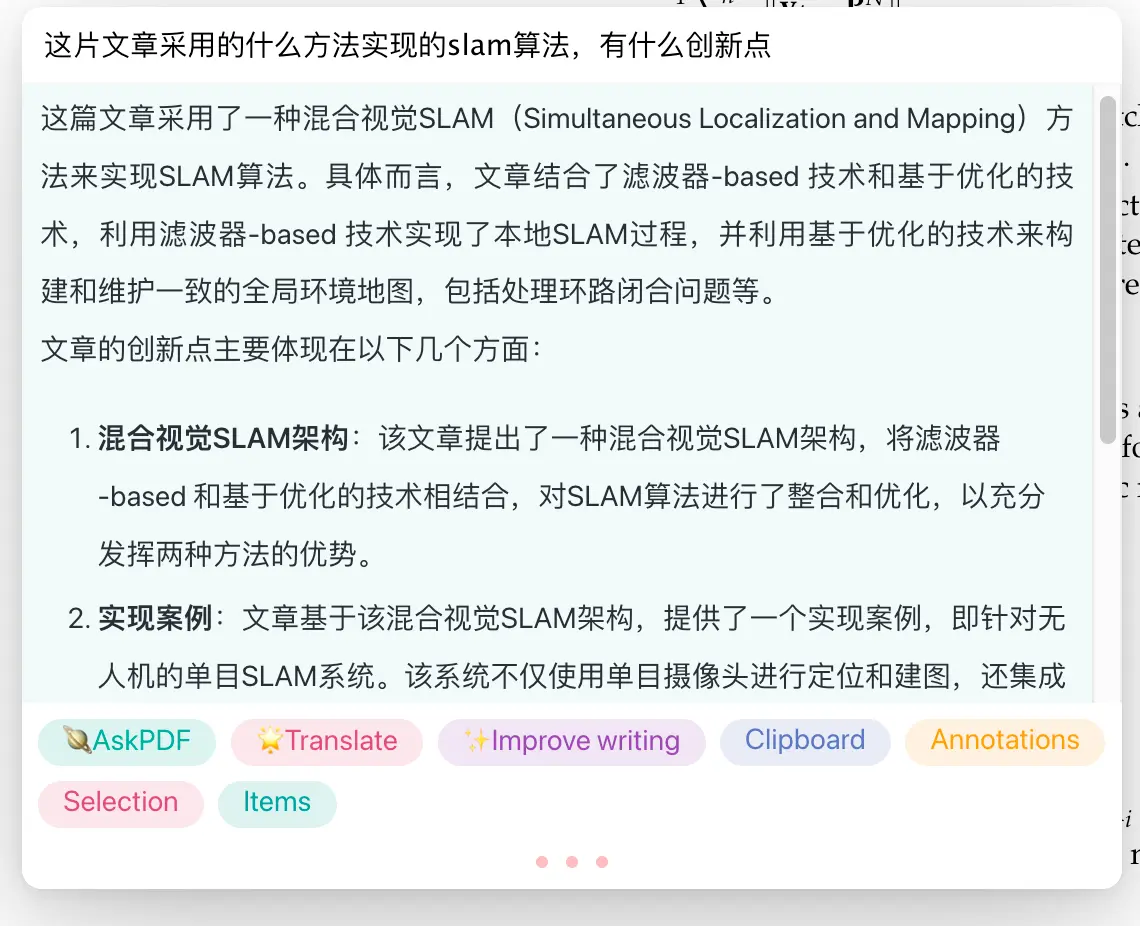 这片文章采用的什么方法实现的slam算法，有什么创新点
这篇文章采用了一种混合视觉SLAM（Simultaneous Localization and Mapping）方
法来实现SLAM算法。具体而言，文章结合了滤波器-based 技术和基于优化的技
术，利用滤波器-based 技术实现了本地SLAM过程，并利用基于优化的技术来构
建和维护一致的全局环境地图，包括处理环路闭合问题等。
文章的创新点主要体现在以下几个方面：
1. 混合视觉SLAM架构：该文章提出了一种混合视觉SLAM架构，将滤波器
-based 和基于优化的技术相结合，对SLAM算法进行了整合和优化，以充分
发挥两种方法的优势。
2. 实现案例：文章基于该混合视觉SLAM架构，提供了一个实现案例，即针对无
人机的单目SLAM系统。该系统不仅使用单目摄像头进行定位和建图，还集成
🪐AskPDF 🌟Translate ✨Improve writing Clipboard Annotations
Selection Items